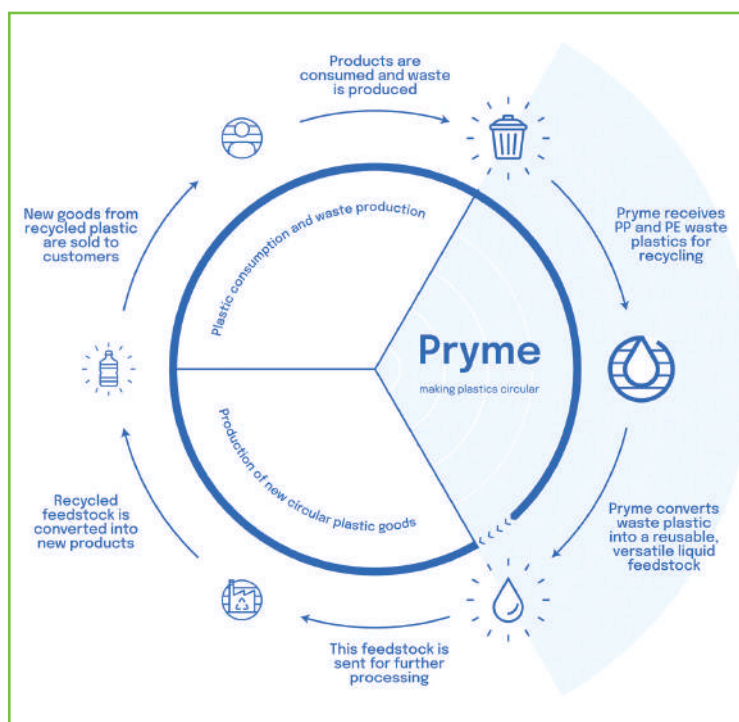 Products are
consumed and waste
is produced
Pryme receives
PP and PE waste
plastics for
recycling
Pryme converts
waste plastic
into a reusable,
versatile liquid
feedstock
This feedstock is
sent for further
processing
Recycled
feedstock is
converted into
new products
New goods from
recycled plastic
are sold to
customers
Plastic consumption and waste production
Pryme
making plastics circular
Production of new circular plastic goods